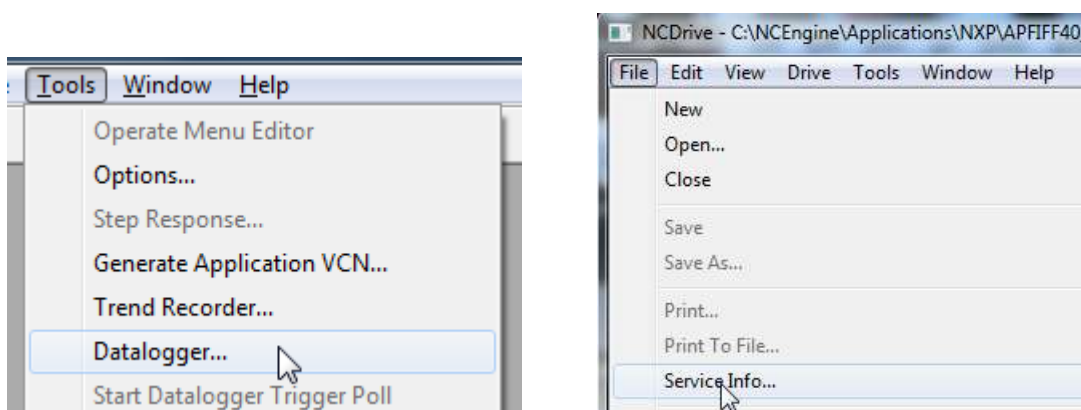 Tools Window Help
Operate Menu Editor
Options...
Step Response...
Generate Application VCN...
Trend Recorder...
Datalogger...
Start Datalogger Trigger Poll
NCDrive - C:\NCEngine\Applications\NXP\APFIFF40
File Edit View Drive Tools Window Help
New
Open...
Close
Save
Save As...
Print...
Print To File...
Service Info...